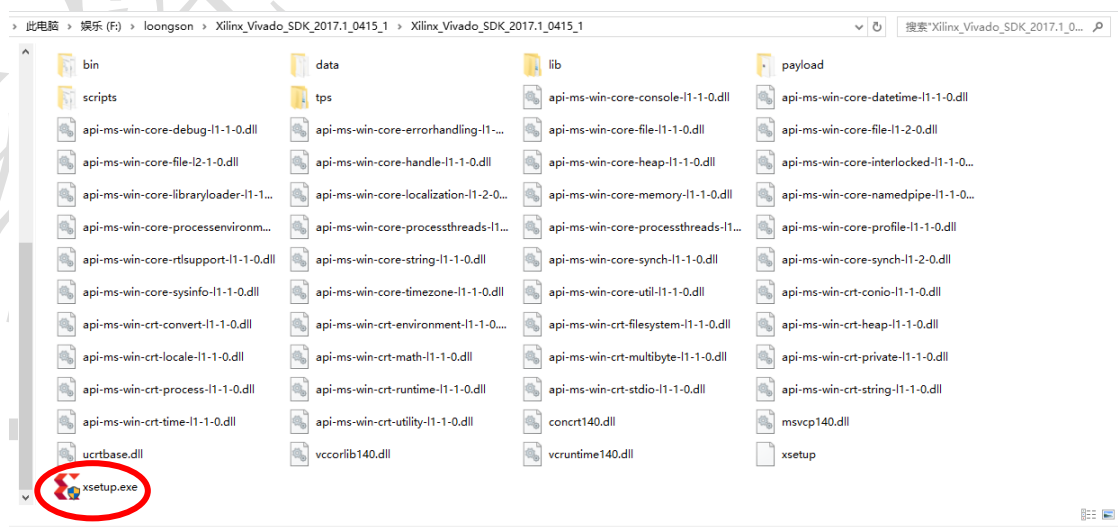 › 此电脑 › 娱乐 (F:) › loongson › Xilinx_Vivado_SDK_2017.1_0415_1 › Xilinx_Vivado_SDK_2017.1_0415_1 搜索"Xilinx_Vivado_SDK_2017.1_0...
bin data lib payload
scripts tps api-ms-win-core-console-l1-1-0.dll api-ms-win-core-datetime-l1-1-0.dll
api-ms-win-core-debug-l1-1-0.dll api-ms-win-core-errorhandling-l1-... api-ms-win-core-file-l1-1-0.dll api-ms-win-core-file-l1-2-0.dll
api-ms-win-core-file-l2-1-0.dll api-ms-win-core-handle-l1-1-0.dll api-ms-win-core-heap-l1-1-0.dll api-ms-win-core-interlocked-l1-1-0...
api-ms-win-core-libraryloader-l1-1... api-ms-win-core-localization-l1-2-0... api-ms-win-core-memory-l1-1-0.dll api-ms-win-core-namedpipe-l1-1-0...
api-ms-win-core-processenvironm... api-ms-win-core-processthreads-l1... api-ms-win-core-processthreads-l1... api-ms-win-core-profile-l1-1-0.dll
api-ms-win-core-rtlsupport-l1-1-0.dll api-ms-win-core-string-l1-1-0.dll api-ms-win-core-synch-l1-1-0.dll api-ms-win-core-synch-l1-2-0.dll
api-ms-win-core-sysinfo-l1-1-0.dll api-ms-win-core-timezone-l1-1-0.dll api-ms-win-core-util-l1-1-0.dll api-ms-win-crt-conio-l1-1-0.dll
api-ms-win-crt-convert-l1-1-0.dll api-ms-win-crt-environment-l1-1-0.... api-ms-win-crt-filesystem-l1-1-0.dll api-ms-win-crt-heap-l1-1-0.dll
api-ms-win-crt-locale-l1-1-0.dll api-ms-win-crt-math-l1-1-0.dll api-ms-win-crt-multibyte-l1-1-0.dll api-ms-win-crt-private-l1-1-0.dll
api-ms-win-crt-process-l1-1-0.dll api-ms-win-crt-runtime-l1-1-0.dll api-ms-win-crt-stdio-l1-1-0.dll api-ms-win-crt-string-l1-1-0.dll
api-ms-win-crt-time-l1-1-0.dll api-ms-win-crt-utility-l1-1-0.dll concrt140.dll msvcp140.dll
ucrtbase.dll vccorlib140.dll vcruntime140.dll xsetup
xsetup.exe